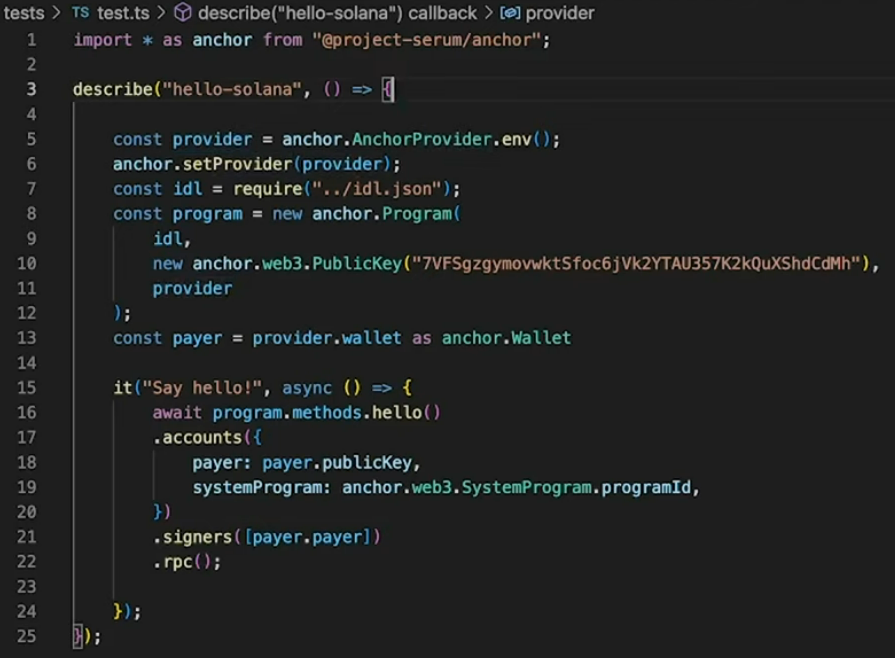 tests > TS test.ts > describe("hello-solana") callback > provider
1 import * as anchor from "@project-serum/anchor";
2
3 describe("hello-solana", () => {
4
5 const provider = anchor.AnchorProvider.env();
6 anchor.setProvider(provider);
7 const idl = require("../idl.json");
8 const program = new anchor.Program(
9 idl,
10 new anchor.web3.PublicKey("7VFSgzgymovwktSfoc6jVk2YTAU357K2kQuXShdCdMh"),
11 provider
12 );
13 const payer = provider.wallet as anchor.Wallet
14
15 it("Say hello!", async () => {
16 await program.methods.hello()
17 .accounts({
18 payer: payer.publicKey,
19 systemProgram: anchor.web3.SystemProgram.programId,
20 })
21 .signers([payer.payer])
22 .rpc();
23
24 });
25 });